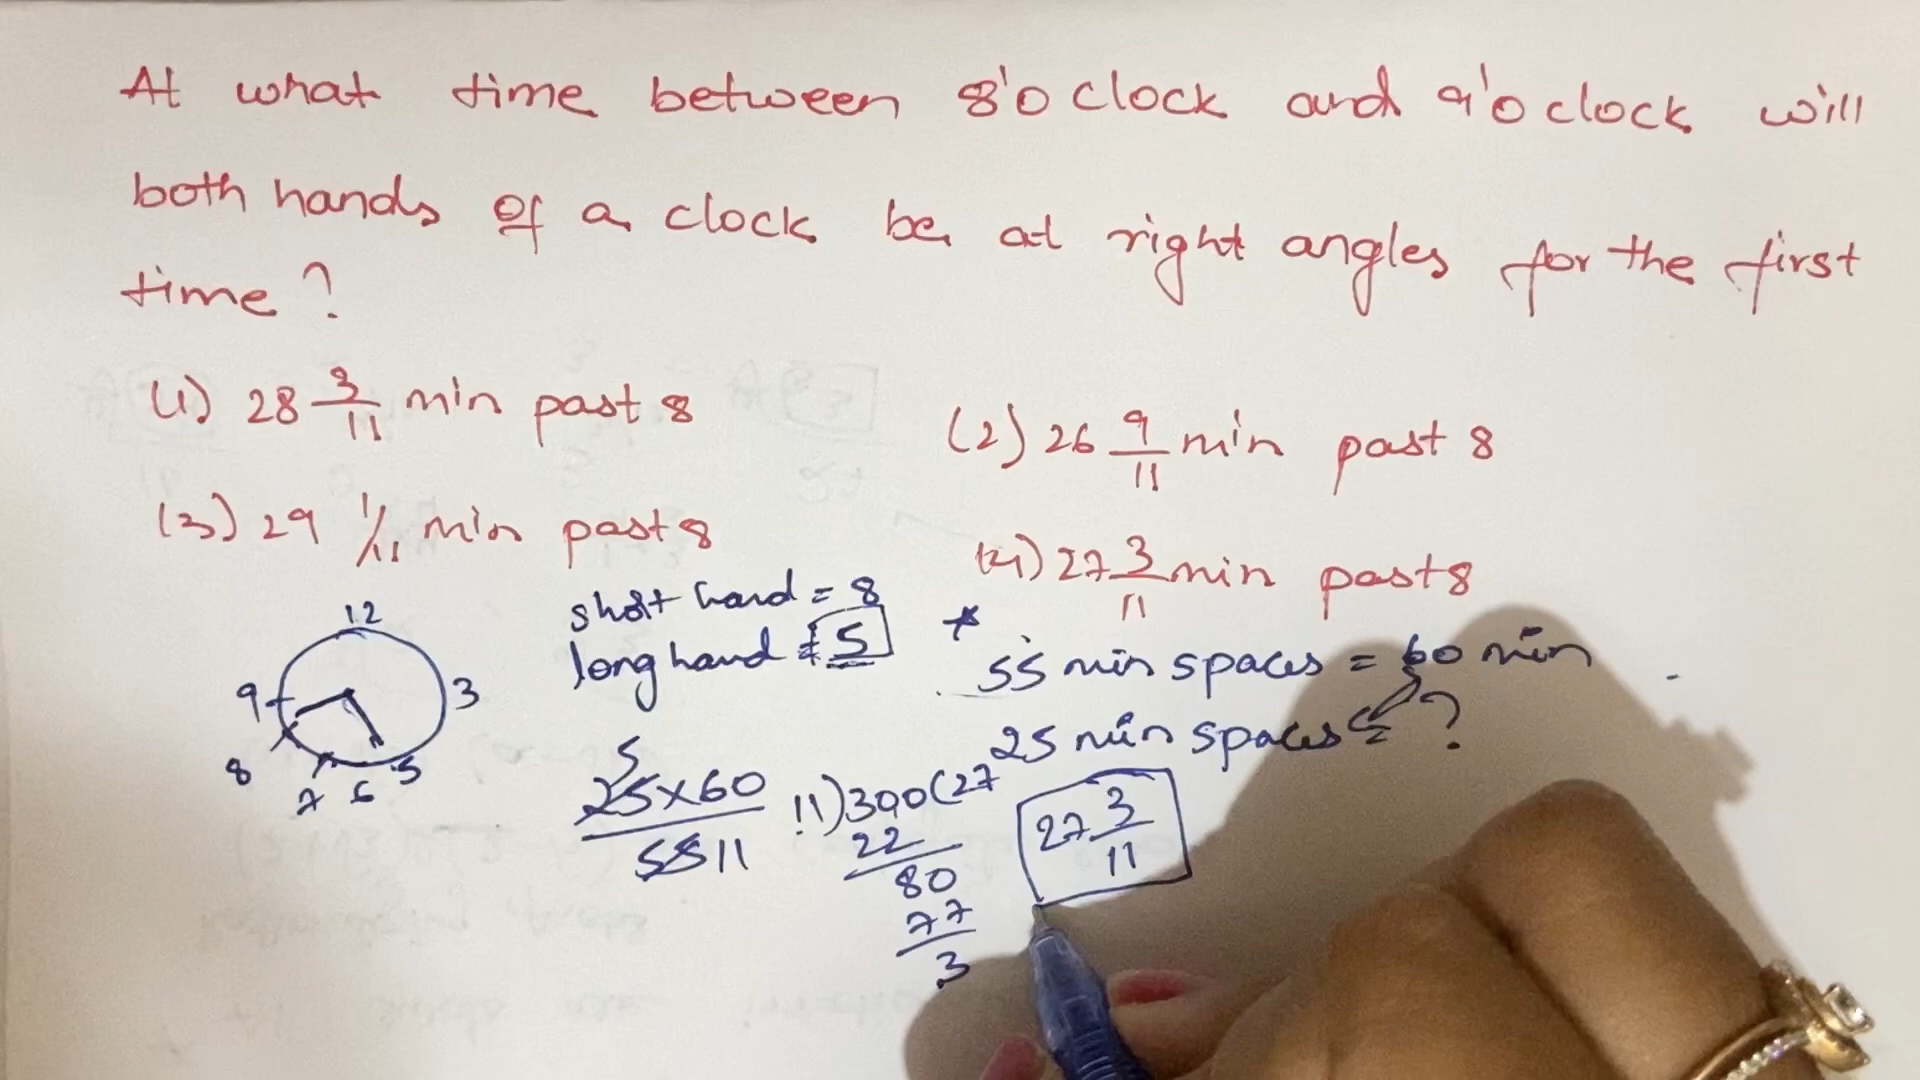 At what time between 8'o clock and 9'o clock will
both hands of a clock be at right angles for the first
time?
(1) 28 3/11 min past 8
(2) 26 9/11 min past 8
(3) 29 1/11 min past 8
(4) 27 3/11 min past 8
short hand = 8
long hand = 5
12
9
3
8
7
6
5
*
55 min spaces = 60 min
25 min spaces = ?
5
25×60
55 11
11)300(27
22
80
77
3
27 3/11